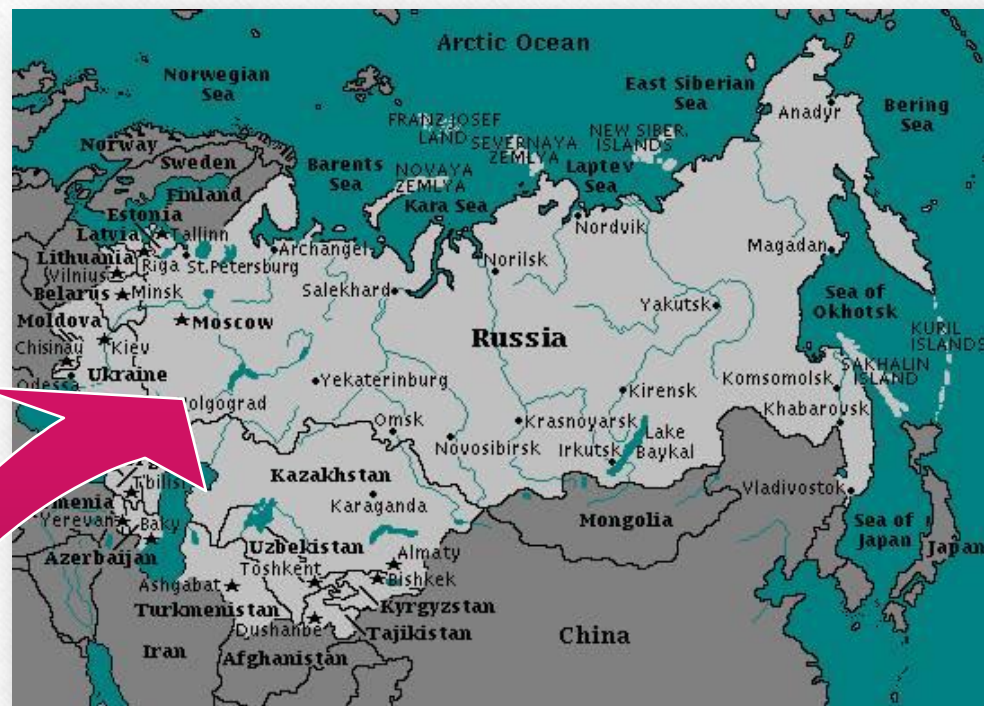 Arctic Ocean
Norwegian
Sea
East Siberian
Sea
Bering
Sea
Anadyr
FRANZ JOSEF
LAND
SEVERNAYA
ZEMLYA
NEW SIBER.
ISLANDS
Norway
Sweden
Finland
Barents
Sea
NOVAYA
ZEMLYA
Kara Sea
Laptev
Sea
Nordvik
Estonia
Latvia
Tallinn
Lithuania
Riga
St.Petersburg
Archangel
Norilsk
Magadan
Vilnius
Belarus
Minsk
Salekhard
Yakutsk
Sea of
Okhotsk
Moldova
Moscow
Russia
KURIL
ISLANDS
Chisinau
Kiev
SAKHALIN
ISLAND
Odessa
Ukraine
Yekaterinburg
Kirensk
Komsomolsk
olgograd
Omsk
Krasnoyarsk
Khabarovsk
Novosibirsk
Irkutsk
Lake
Baykal
Kazakhstan
Tbilisi
Karaganda
Vladivostok
menia
Yerevan
Baky
Mongolia
Sea of
Japan
Japan
Azerbaijan
Uzbekistan
Toshkent
Almaty
Ashgabat
Bishkek
Turkmenistan
Kyrgyzstan
Dushanbe
Tajikistan
China
Iran
Afghanistan